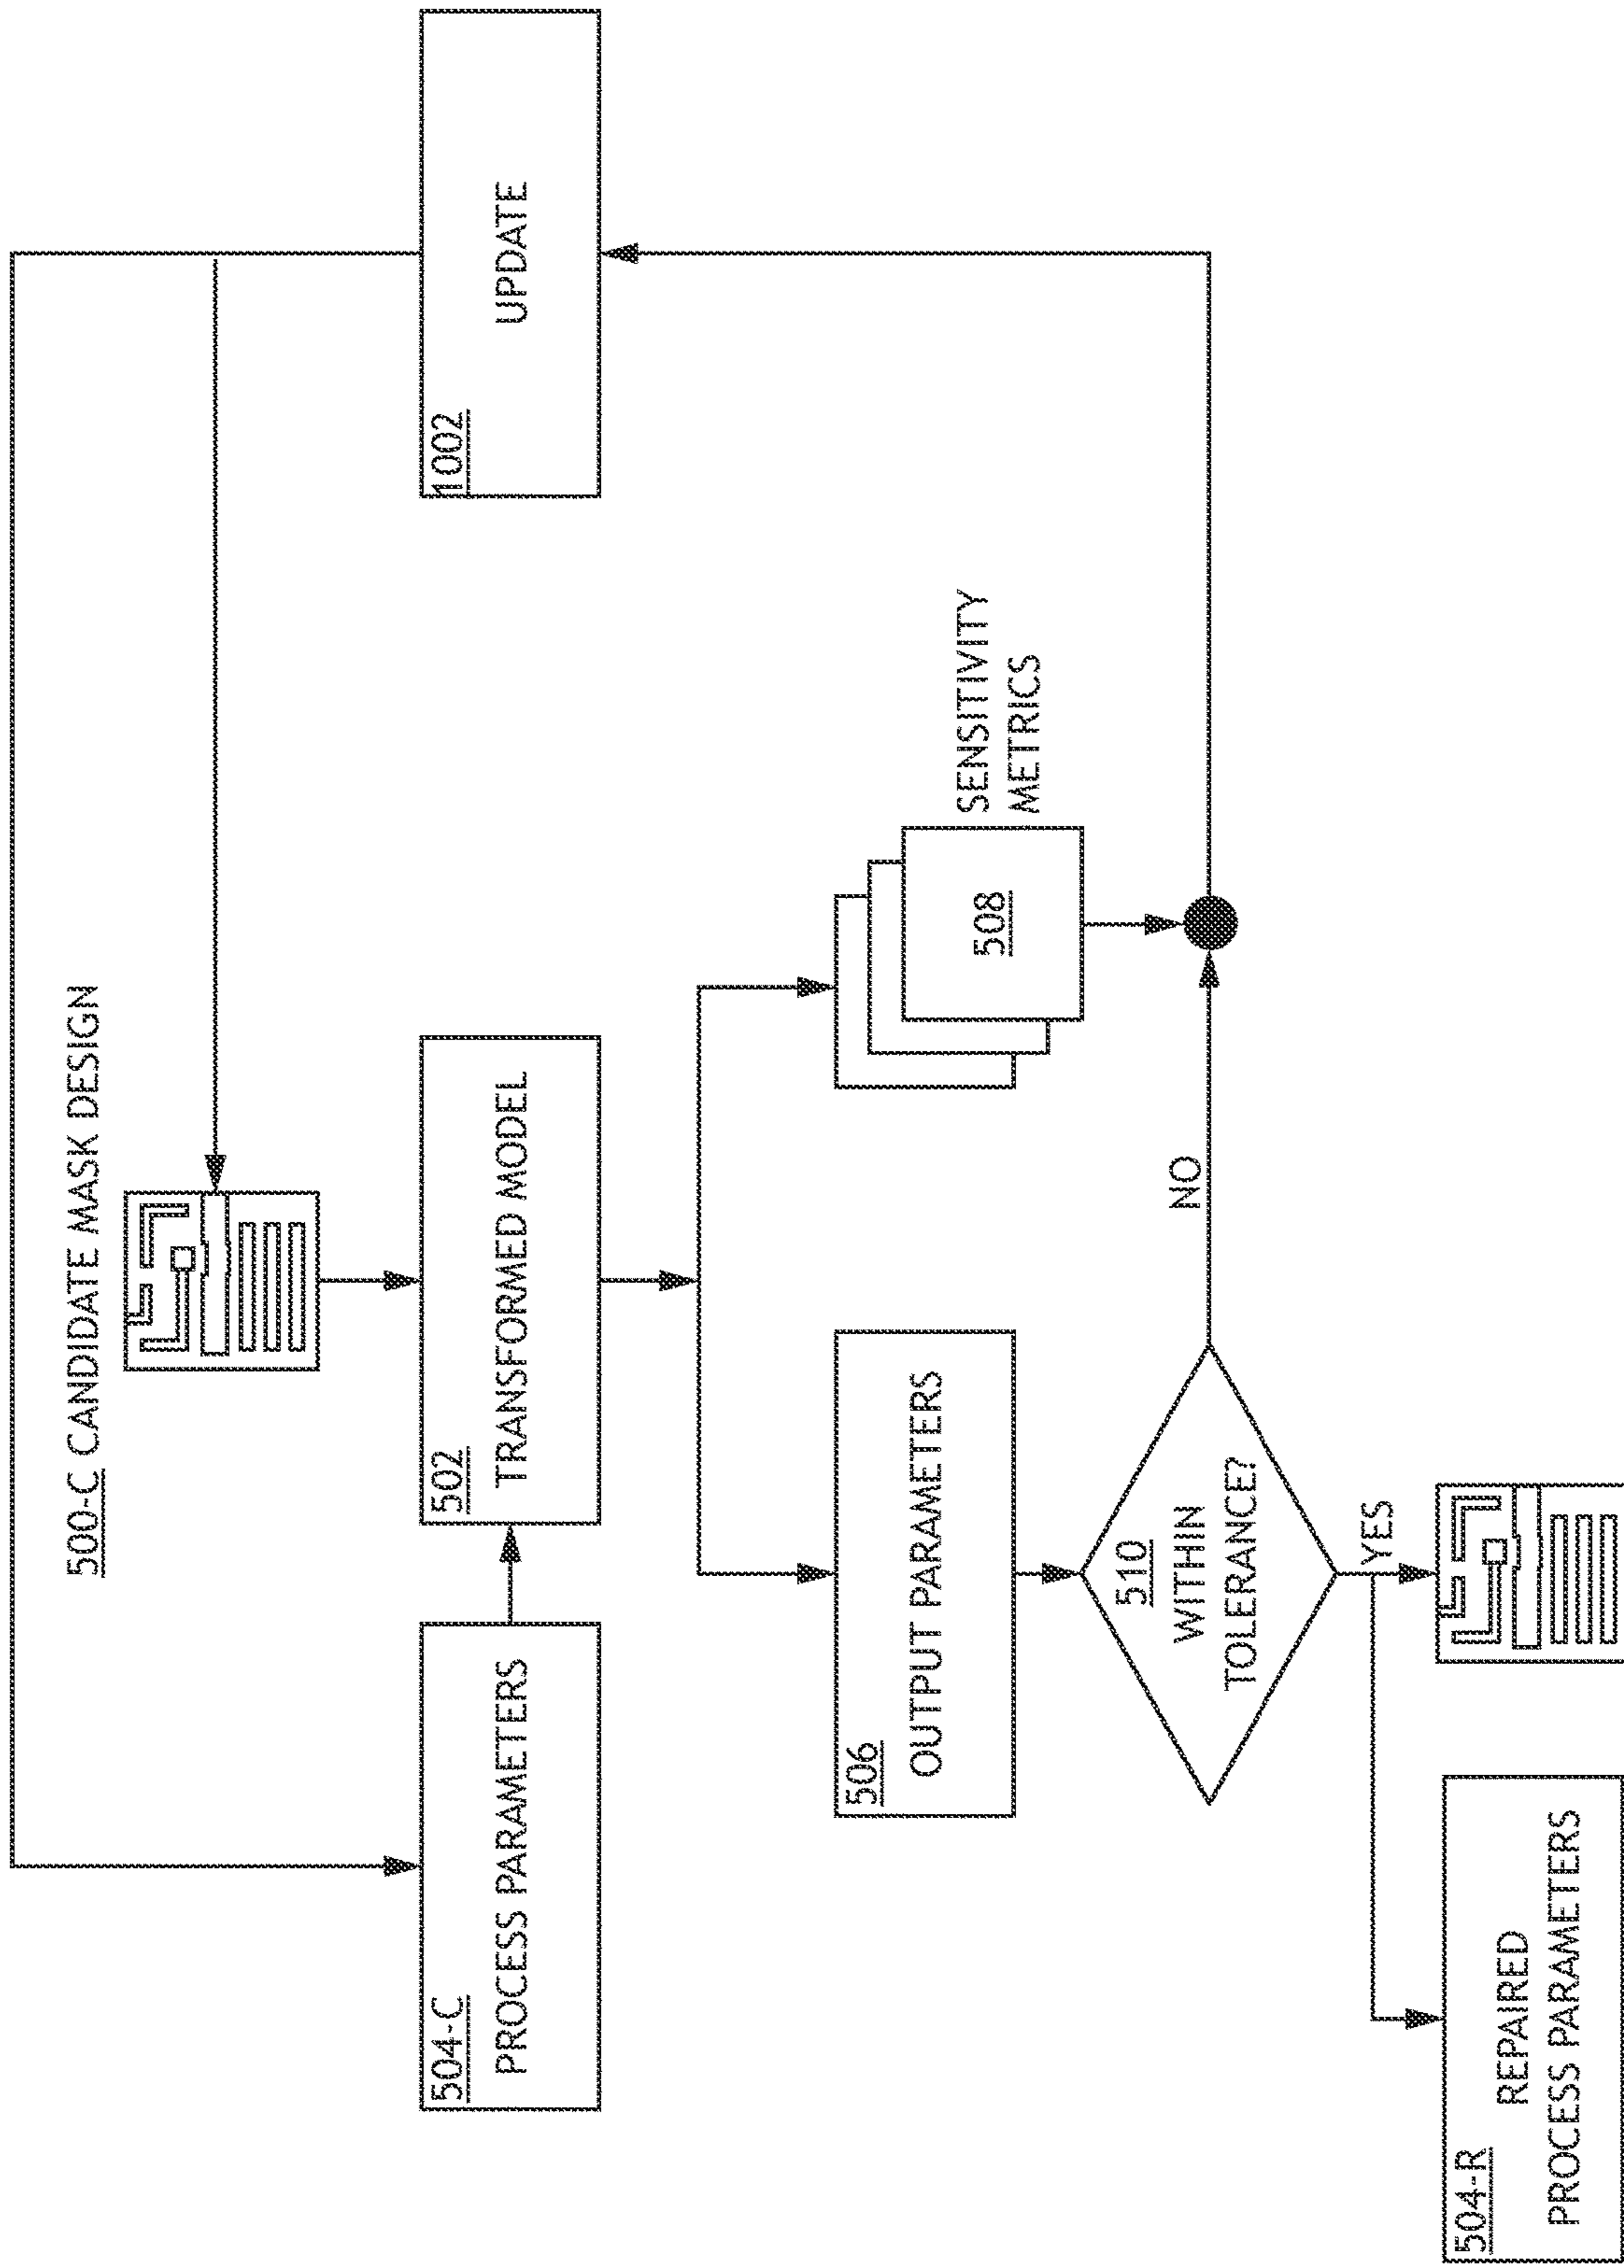 500-C CANDIDATE MASK DESIGN
504-C
PROCESS PARAMETERS
502
TRANSFORMED MODEL
1002
UPDATE
506
OUTPUT PARAMETERS
508
SENSITIVITY
METRICS
510
WITHIN
TOLERANCE?
NO
YES
504-R
REPAIRED
PROCESS PARAMETERS